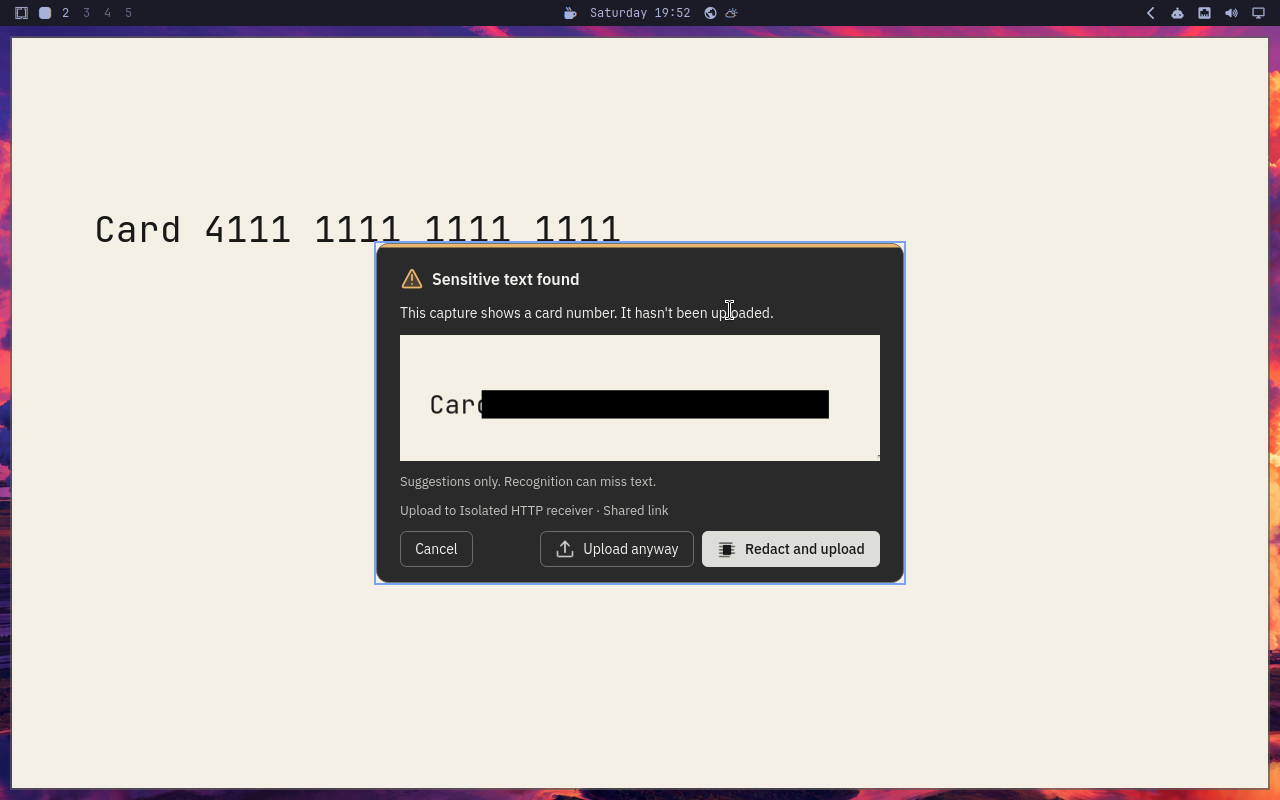 2 3 4 5 Saturday 19:52
Card 4111 1111 1111 1111
Sensitive text found
This capture shows a card number. It hasn't been uploaded.
Card
Suggestions only. Recognition can miss text.
Upload to Isolated HTTP receiver · Shared link
Cancel Upload anyway Redact and upload